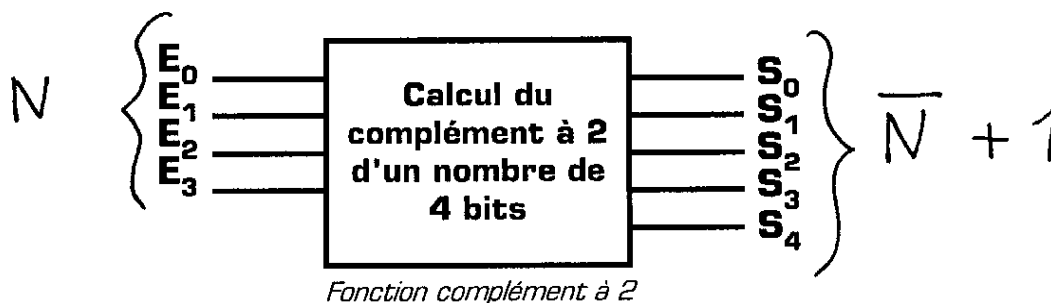 N
E0
E1
E2
E3
Calcul du
complément à 2
d'un nombre de
4 bits
S0
S1
S2
S3
S4
N̅ + 1
Fonction complément à 2